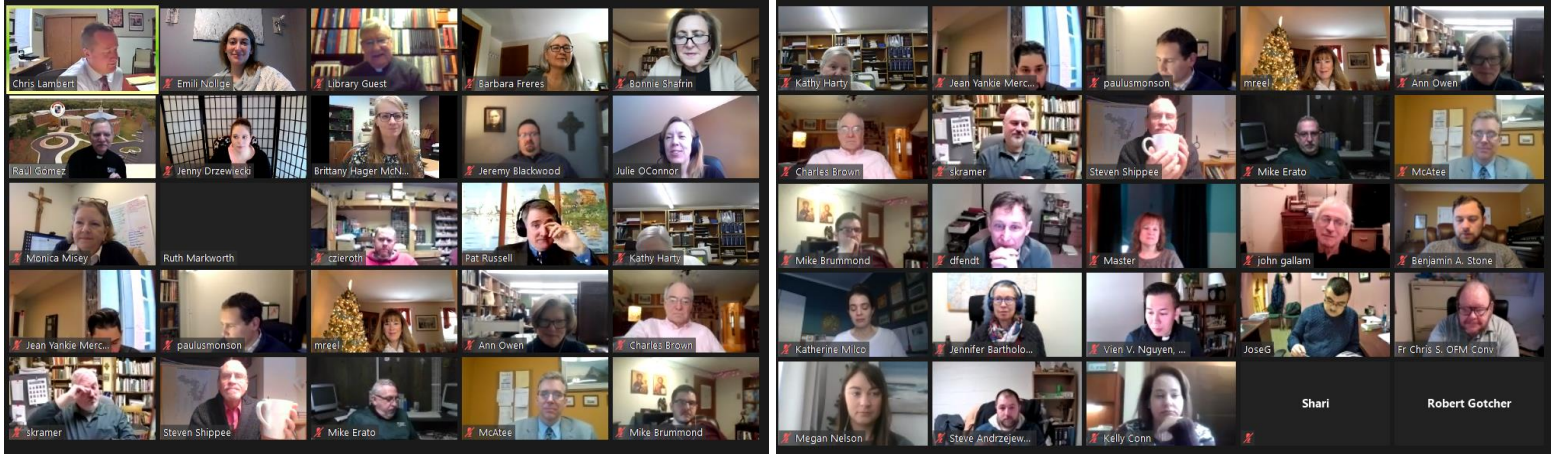 Chris Lambert
Emili Nolige
Library Guest
Barbara Freres
Bonnie Shafrin
Raul Gomez
Jenny Drzewiecki
Brittany Hager McN...
Jeremy Blackwood
Julie OConnor
Monica Misey
Ruth Markworth
czieroth
Pat Russell
Kathy Harty
Jean Yankie Merc...
paulusmonson
mreel
Ann Owen
Charles Brown
skramer
Steven Shippee
Mike Erato
McAtee
Mike Brummond
Kathy Harty
Jean Yankie Merc...
paulusmonson
mreel
Ann Owen
Charles Brown
skramer
Steven Shippee
Mike Erato
McAtee
Mike Brummond
dfendt
Master
john gallam
Benjamin A. Stone
Katherine Milco
Jennifer Bartholo...
Vien V. Nguyen, ...
JoseG
Fr Chris S. OFM Conv
Megan Nelson
Steve Andrzejew...
Kelly Conn
Shari
Robert Gotcher